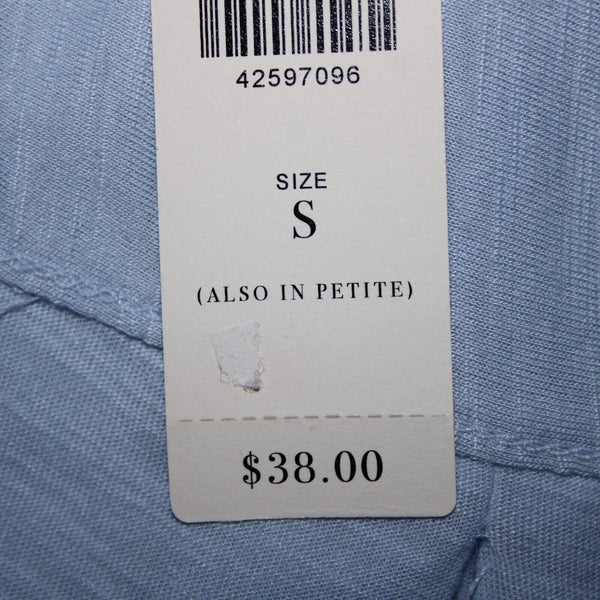 42597096
SIZE
S
(ALSO IN PETITE)
$38.00